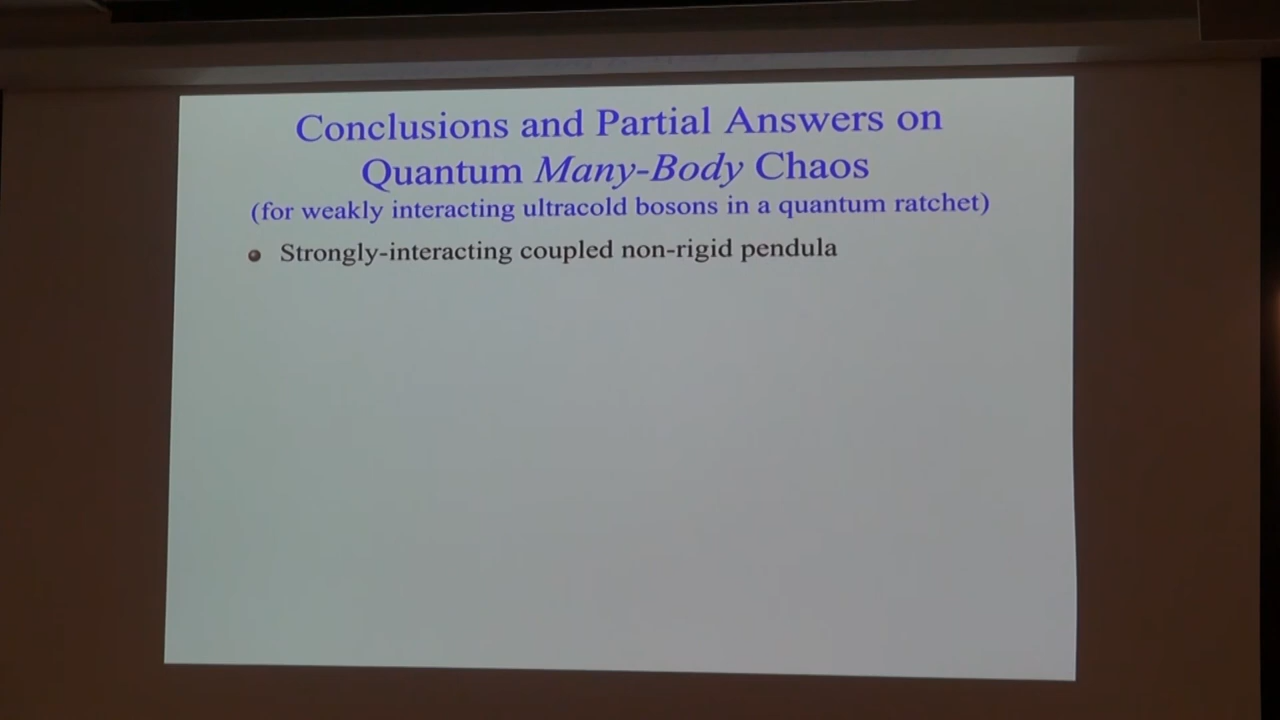 Conclusions and Partial Answers on
Quantum Many-Body Chaos
(for weakly interacting ultracold bosons in a quantum ratchet)
Strongly-interacting coupled non-rigid pendula